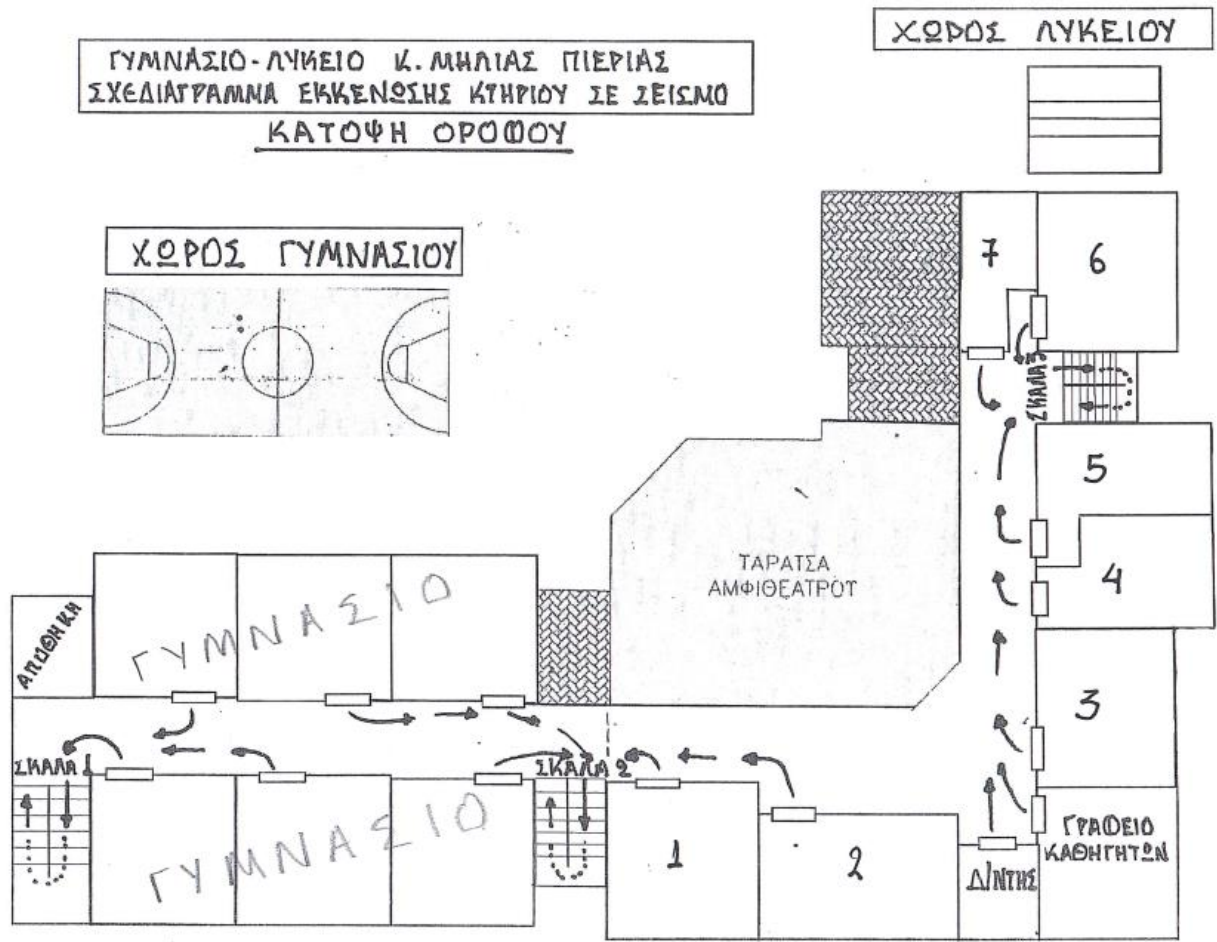 ΧΩΡΟΣ ΛΥΚΕΙΟΥ
ΓΥΜΝΑΣΙΟ-ΛΥΚΕΙΟ Κ. ΜΗΛΙΑΣ ΠΙΕΡΙΑΣ
ΣΧΕΔΙΑΓΡΑΜΜΑ ΕΚΚΕΝΩΣΗΣ ΚΤΗΡΙΟΥ ΣΕ ΣΕΙΣΜΟ
ΚΑΤΟΨΗ ΟΡΟΦΟΥ
ΧΩΡΟΣ ΓΥΜΝΑΣΙΟΥ
7
6
ΣΚΑΛΑ 3
5
4
ΤΑΡΑΤΣΑ
ΑΜΦΙΘΕΑΤΡΟΥ
ΑΠΟΘΗΚΗ
ΓΥΜΝΑΣΙΟ
3
ΣΚΑΛΑ 1
ΣΚΑΛΑ 2
ΓΥΜΝΑΣΙΟ
1
2
Δ/ΝΤΗΣ
ΓΡΑΦΕΙΟ
ΚΑΘΗΓΗΤΩΝ